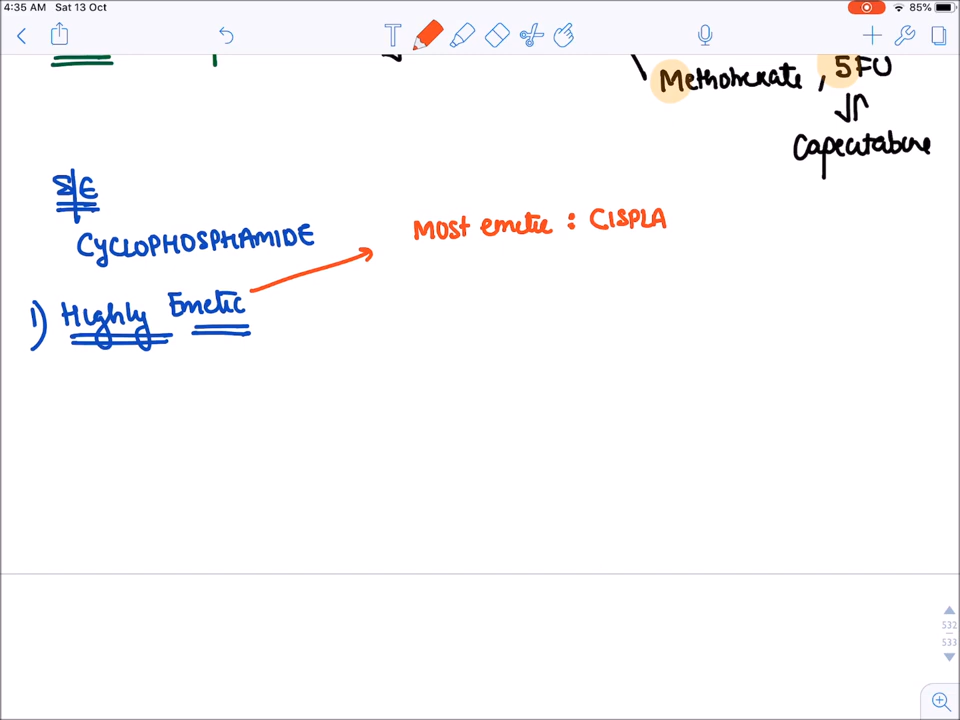 4:35 AM Sat 13 Oct 85%
T
Methotrexate, 5FU
Capecitabine
S/E
CYCLOPHOSPHAMIDE
MOST emetic : CISPLA
1) Highly Emetic
532
533